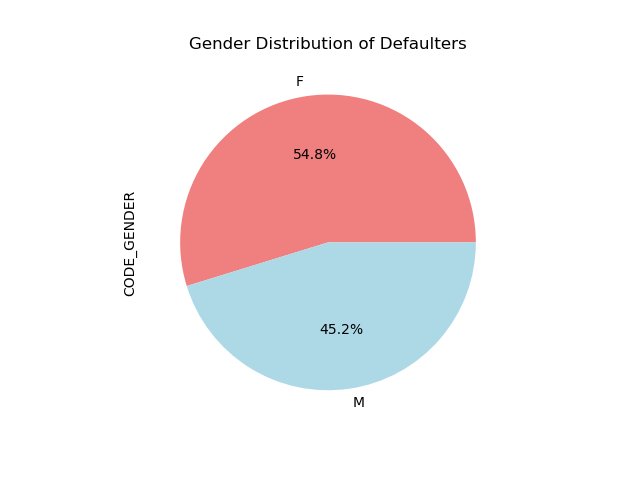 Gender Distribution of Defaulters
F
54.8%
CODE_GENDER
45.2%
M